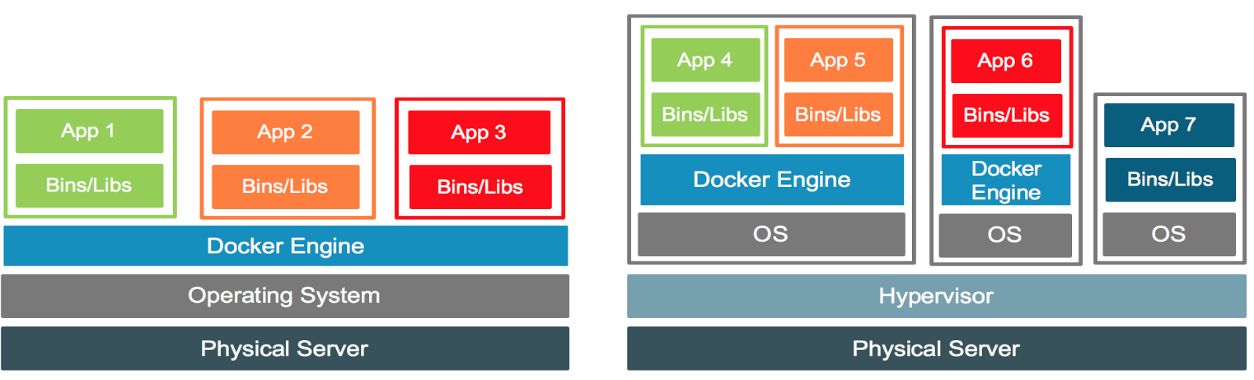 App 1
Bins/Libs
App 2
Bins/Libs
App 3
Bins/Libs
Docker Engine
Operating System
Physical Server
App 4
Bins/Libs
App 5
Bins/Libs
Docker Engine
OS
App 6
Bins/Libs
Docker
Engine
OS
App 7
Bins/Libs
OS
Hypervisor
Physical Server